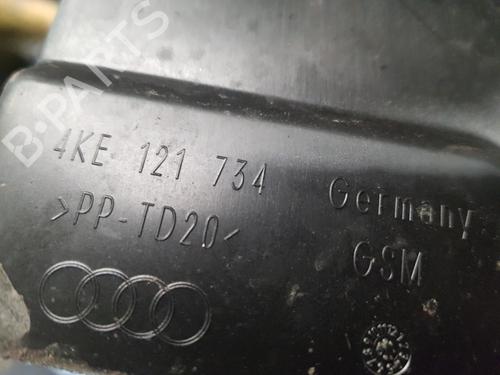 B-PARTS
4KE 121 734 Germany
>PP-TD20< GSM